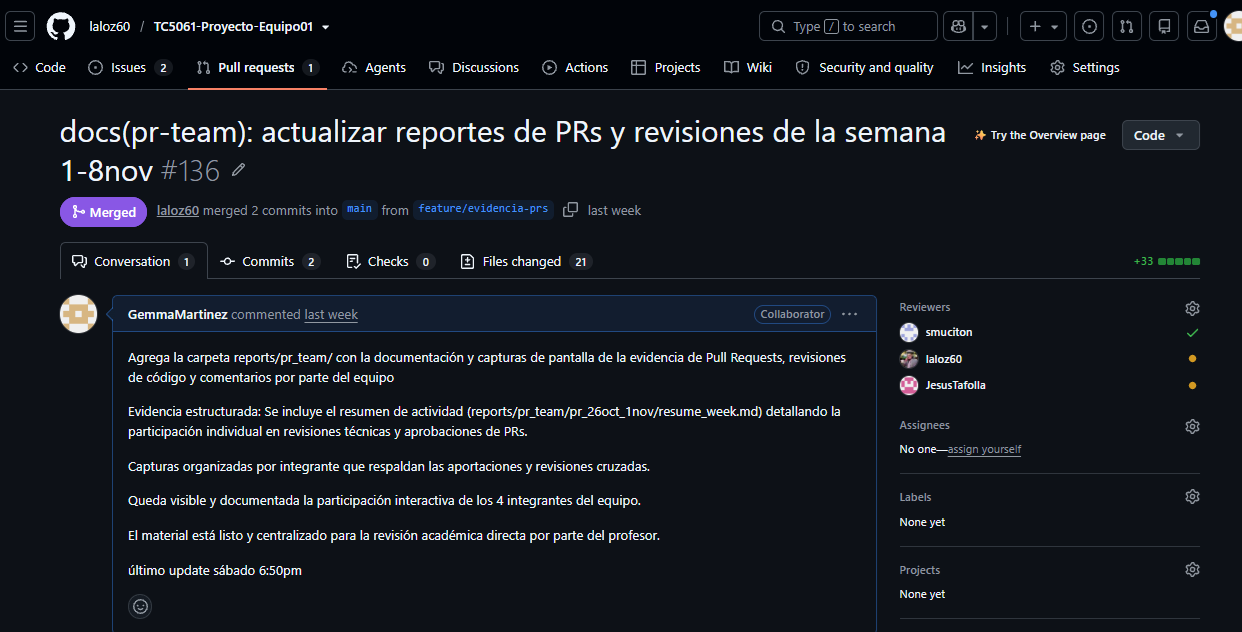 laloz60 / TC5061-Proyecto-Equipo01
Type / to search
Code
Issues 2
Pull requests 1
Agents
Discussions
Actions
Projects
Wiki
Security and quality
Insights
Settings
docs(pr-team): actualizar reportes de PRs y revisiones de la semana
1-8nov #136
Try the Overview page
Code
Merged
laloz60 merged 2 commits into main from feature/evidencia-prs last week
Conversation 1
Commits 2
Checks 0
Files changed 21
+33
GemmaMartinez commented last week
Collaborator
Agrega la carpeta reports/pr_team/ con la documentación y capturas de pantalla de la evidencia de Pull Requests, revisiones
de código y comentarios por parte del equipo
Evidencia estructurada: Se incluye el resumen de actividad (reports/pr_team/pr_26oct_1nov/resume_week.md) detallando la
participación individual en revisiones técnicas y aprobaciones de PRs.
Capturas organizadas por integrante que respaldan las aportaciones y revisiones cruzadas.
Queda visible y documentada la participación interactiva de los 4 integrantes del equipo.
El material está listo y centralizado para la revisión académica directa por parte del profesor.
último update sábado 6:50pm
Reviewers
smuciton
laloz60
JesusTafolla
Assignees
No one—assign yourself
Labels
None yet
Projects
None yet